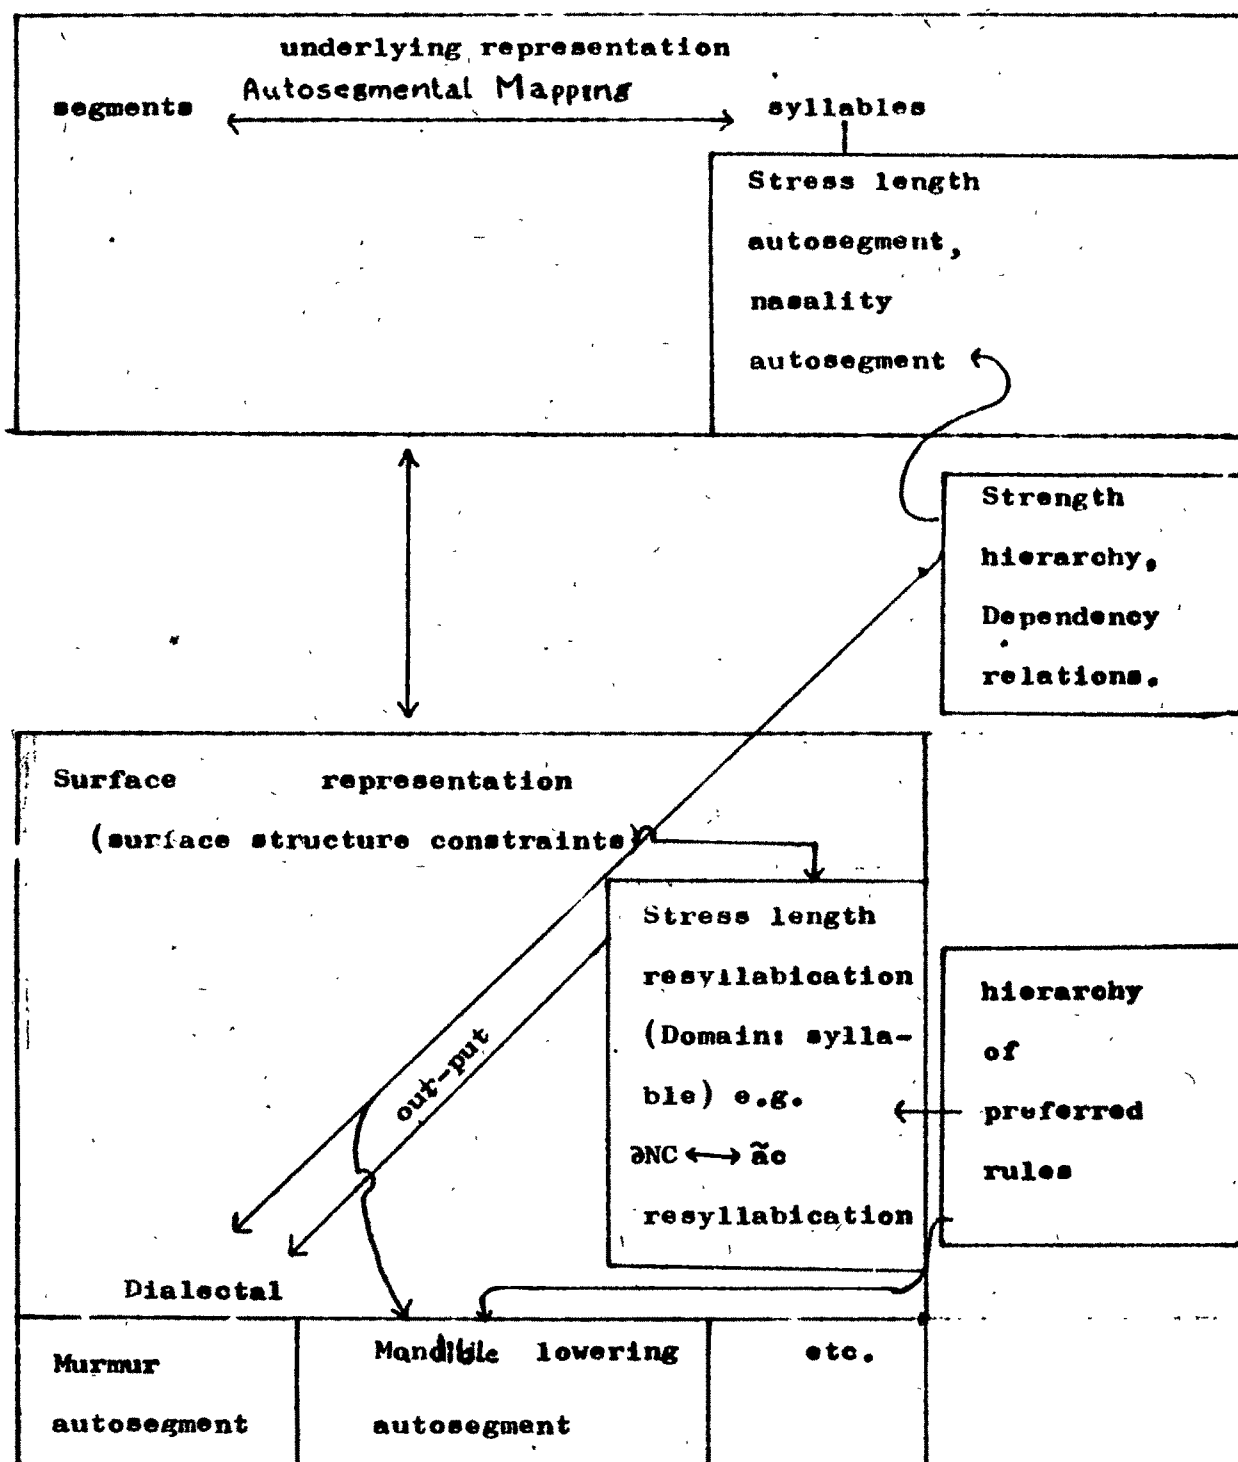 underlying representation
Autosegmental Mapping
segments syllables
Stress length
autosegment,
nasality
autosegment
Strength
hierarchy,
Dependency
relations.
Surface representation
(surface structure constraints)
Stress length
resyllabication
(Domain: sylla-
ble) e.g.
əNC ⟷ ãc
resyllabication
hierarchy
of
preferred
rules
out-put
Dialectal
Murmur
autosegment
Mandible lowering
autosegment
etc.